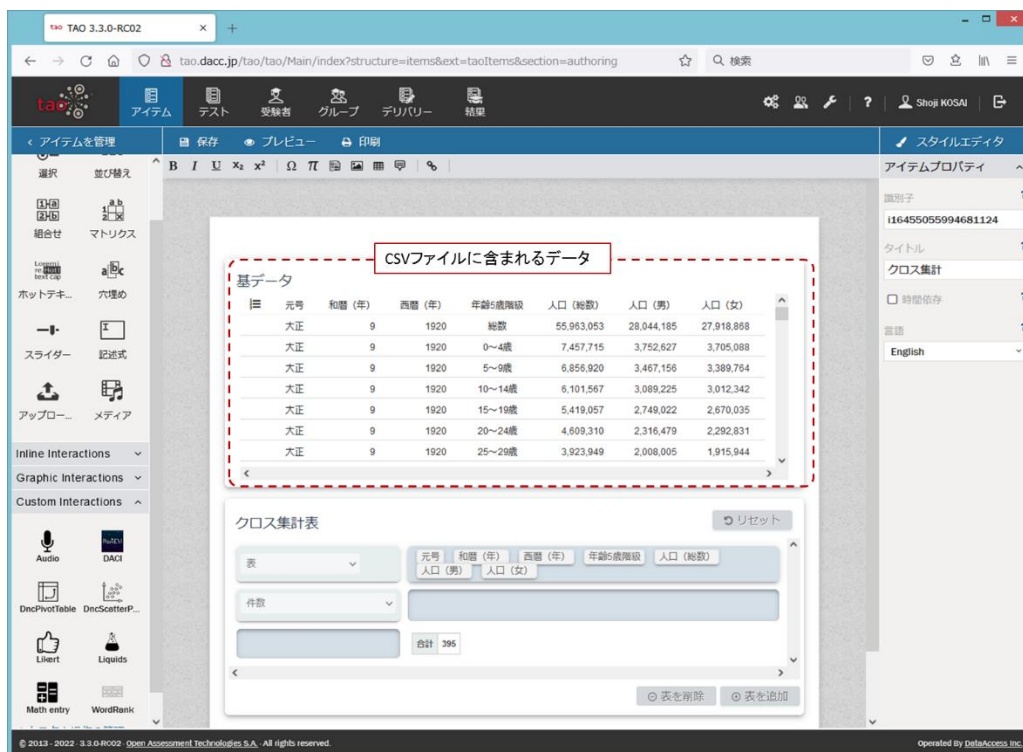 tao TAO 3.3.0-RC02
tao.dacc.jp/tao/tao/Main/index?structure=items&ext=taoItems&section=authoring
検索
tao
アイテム テスト 受験者 グループ デリバリー 結果
? Shoji KOSAI
アイテムを管理 保存 プレビュー 印刷 スタイルエディタ
B I U X₂ x² Ω π
選択 並び替え
組合せ マトリクス
ホットテキ... 穴埋め
スライダー 記述式
アップロー... メディア
Inline Interactions
Graphic Interactions
Custom Interactions
Audio DACI
DncPivotTable DncScatterP...
Likert Liquids
Math entry WordRank
CSVファイルに含まれるデータ
基データ
元号 和暦（年） 西暦（年） 年齢5歳階級 人口（総数） 人口（男） 人口（女）
大正 9 1920 総数 55,963,053 28,044,185 27,918,868
大正 9 1920 0～4歳 7,457,715 3,752,627 3,705,088
大正 9 1920 5～9歳 6,856,920 3,467,156 3,389,764
大正 9 1920 10～14歳 6,101,567 3,089,225 3,012,342
大正 9 1920 15～19歳 5,419,057 2,749,022 2,670,035
大正 9 1920 20～24歳 4,609,310 2,316,479 2,292,831
大正 9 1920 25～29歳 3,923,949 2,008,005 1,915,944
クロス集計表 リセット
表
元号 和暦（年） 西暦（年） 年齢5歳階級 人口（総数）
人口（男） 人口（女）
件数
合計 395
表を削除 表を追加
アイテムプロパティ
識別子
i16455055994681124
タイトル
クロス集計
時間依存
言語
English
© 2013 - 2022 · 3.3.0-RC02 · Open Assessment Technologies S.A. · All rights reserved.
Operated By DataAccess Inc.